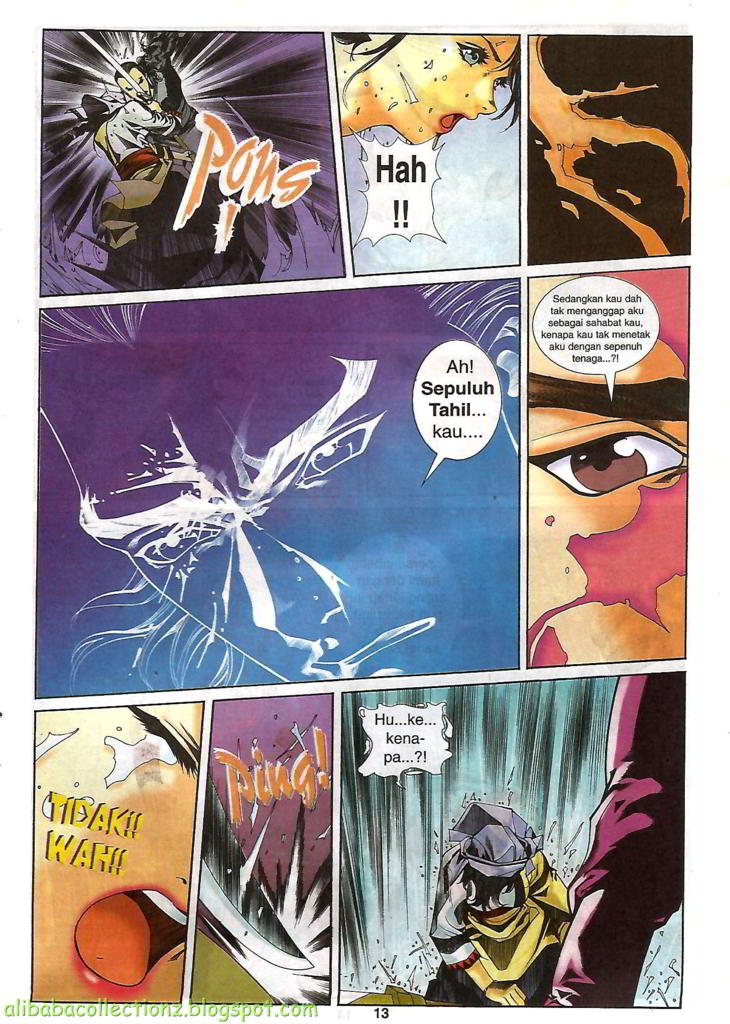 Pons
!
Hah
!!
Ah!
Sepuluh
Tahil...
kau....
Sedangkan kau dah
tak menganggap aku
sebagai sahabat kau,
kenapa kau tak menetak
aku dengan sepenuh
tenaga...?!
TIDAK!!
WAH!!
Ping!
Hu...ke...
kena-
pa...?!
13
alibabacollectionz.blogspot.com